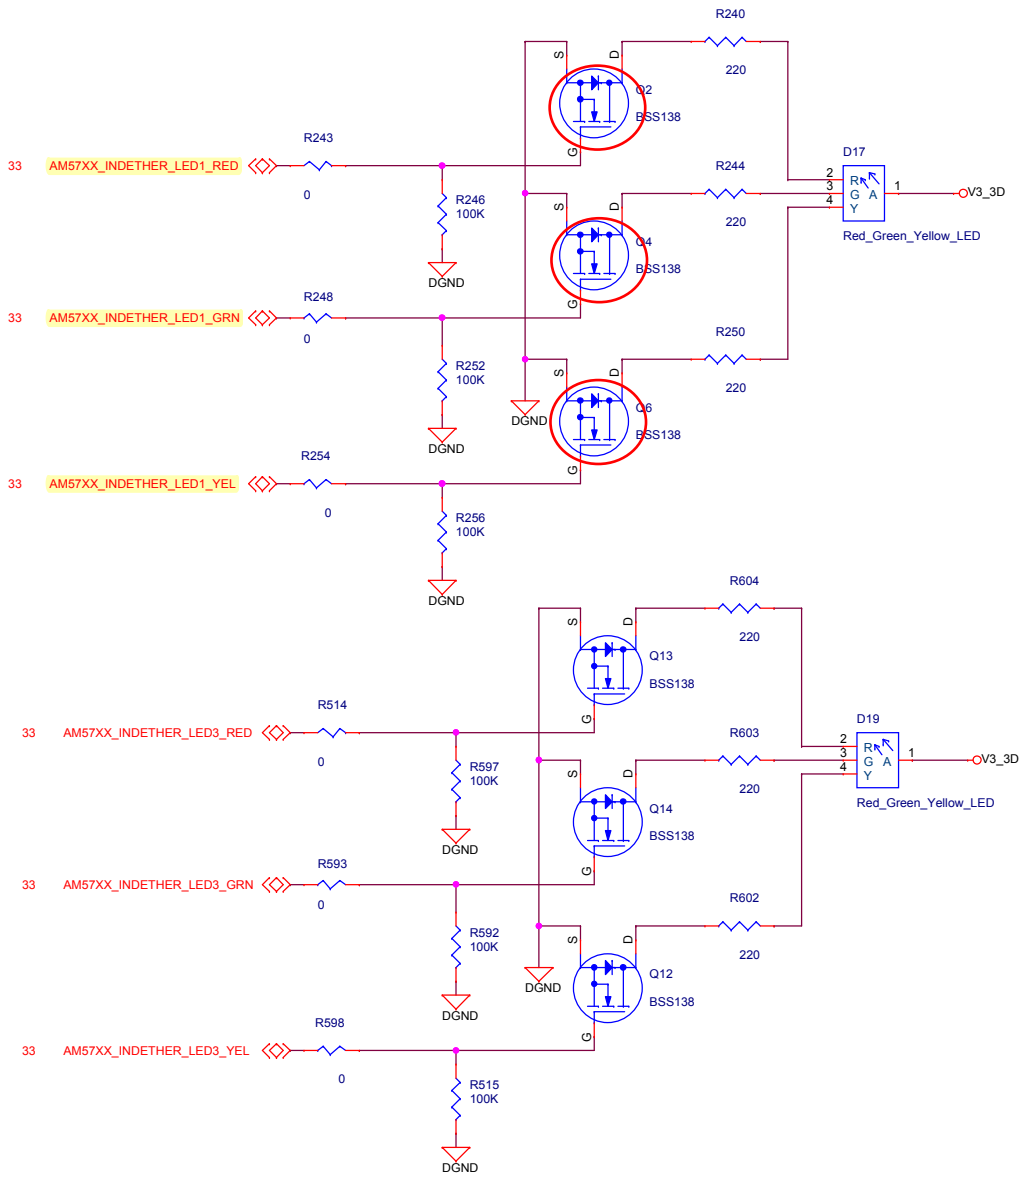 R240
S
D
220
Q2
BSS138
R243
G
D17
33 AM57XX_INDETHER_LED1_RED
0
R244
2
3
4
R
G A
Y
1
V3_3D
R246
100K
S
D
220
Red_Green_Yellow_LED
Q4
BSS138
DGND
R248
G
33 AM57XX_INDETHER_LED1_GRN
0
R250
R252
100K
S
D
220
DGND
Q6
BSS138
DGND
R254
G
33 AM57XX_INDETHER_LED1_YEL
0
R256
100K
DGND
R604
S
D
220
Q13
BSS138
R514
G
D19
33 AM57XX_INDETHER_LED3_RED
0
R603
2
3
4
R
G A
Y
1
V3_3D
R597
100K
S
D
220
Red_Green_Yellow_LED
Q14
BSS138
DGND
R593
G
33 AM57XX_INDETHER_LED3_GRN
0
R602
R592
100K
S
D
220
Q12
DGND
BSS138
DGND
R598
G
33 AM57XX_INDETHER_LED3_YEL
0
R515
100K
DGND